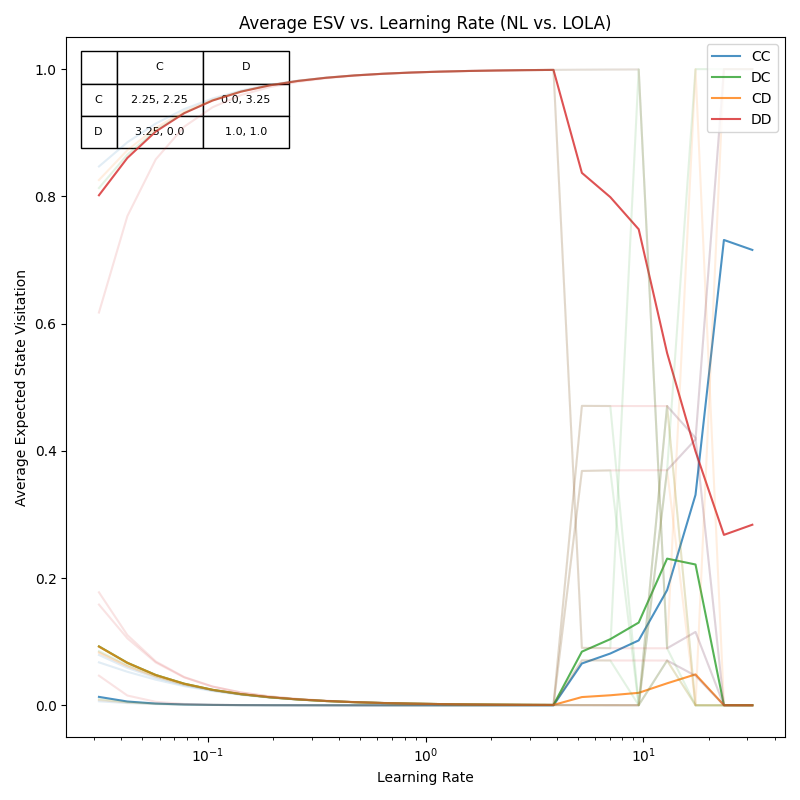 Average ESV vs. Learning Rate (NL vs. LOLA)
C D
C 2.25, 2.25 0.0, 3.25
D 3.25, 0.0 1.0, 1.0
CC
DC
CD
DD
Average Expected State Visitation
1.0
0.8
0.6
0.4
0.2
0.0
10⁻¹ 10⁰ 10¹
Learning Rate